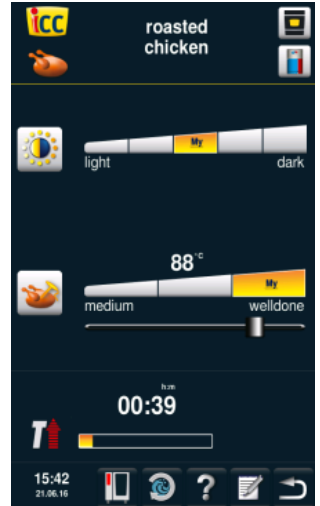 icc
roasted
chicken
My
light dark
88 °C
My
medium welldone
h:m
00:39
T
15:42
21.06.16
?